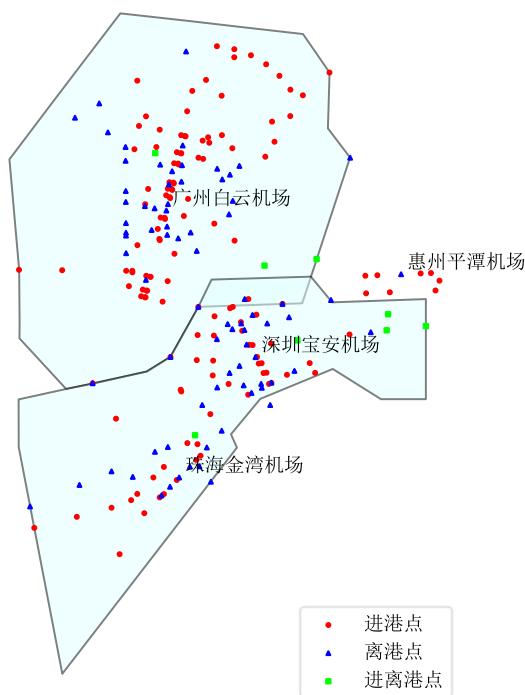 广州白云机场
惠州平潭机场
深圳宝安机场
珠海金湾机场
进港点
离港点
进离港点